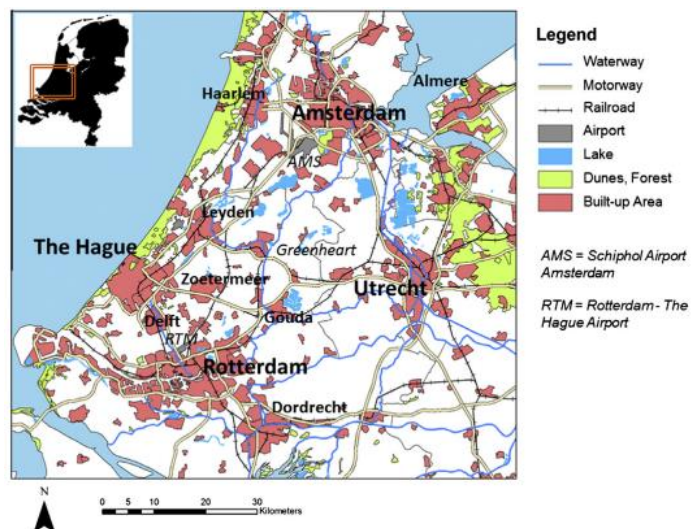 Haarlem
Almere
Amsterdam
AMS
Leyden
The Hague
Greenheart
Zoetermeer
Utrecht
Delft
Gouda
RTM
Rotterdam
Dordrecht
Legend
Waterway
Motorway
Railroad
Airport
Lake
Dunes, Forest
Built-up Area
AMS = Schiphol Airport
Amsterdam
RTM = Rotterdam - The
Hague Airport
N
0 5 10 20 30
Kilometers